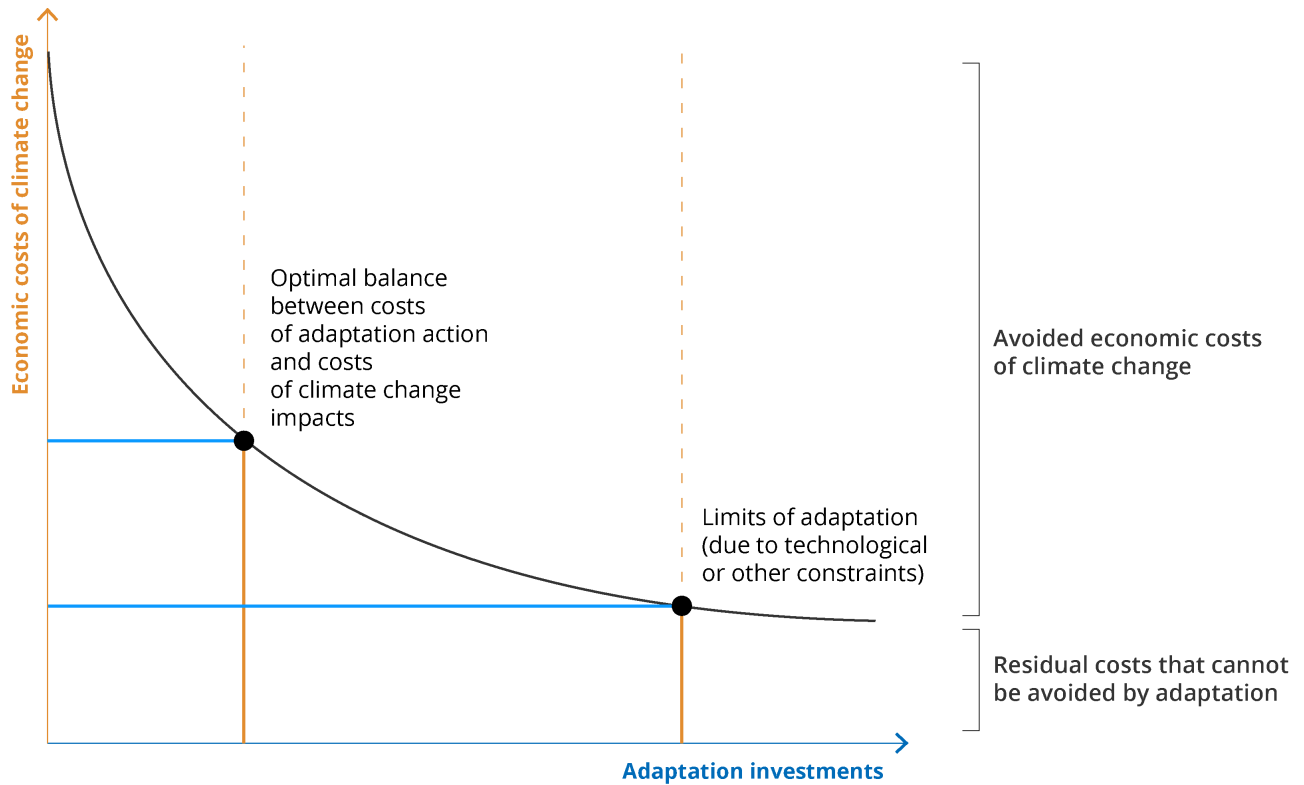 Economic costs of climate change
Optimal balance
between costs
of adaptation action
and costs
of climate change
impacts
Limits of adaptation
(due to technological
or other constraints)
Avoided economic costs
of climate change
Residual costs that cannot
be avoided by adaptation
Adaptation investments